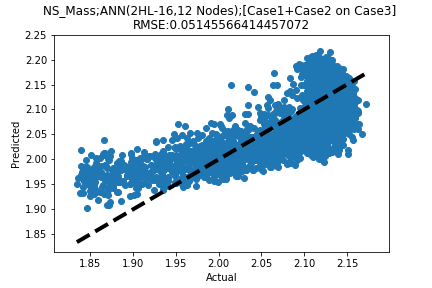 NS_Mass;ANN(2HL-16,12 Nodes);[Case1+Case2 on Case3]
RMSE:0.05145566414457072
2.25
2.20
2.15
2.10
2.05
2.00
1.95
1.90
1.85
Predicted
1.85 1.90 1.95 2.00 2.05 2.10 2.15
Actual